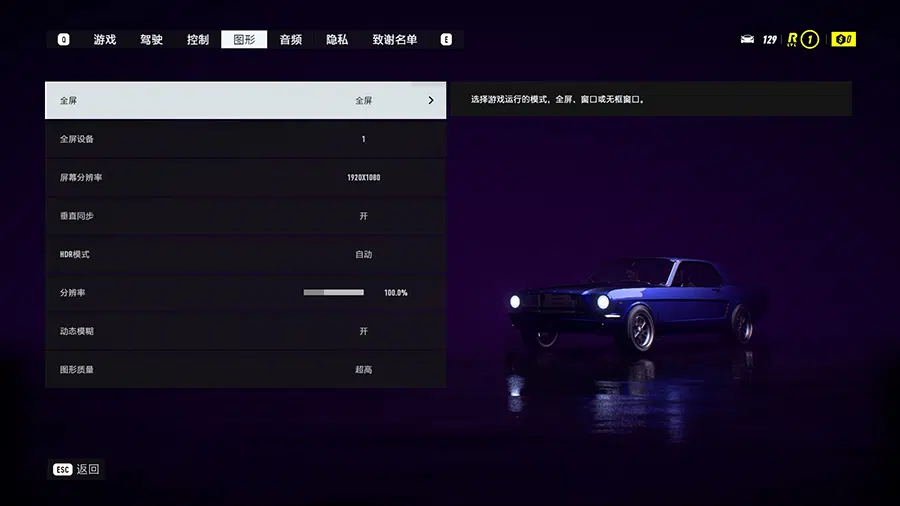 Q 游戏 驾驶 控制 图形 音频 隐私 致谢名单 E 129 R LVL 1 $ 0
全屏 全屏
选择游戏运行的模式，全屏、窗口或无框窗口。
全屏设备 1
屏幕分辨率 1920X1080
垂直同步 开
HDR模式 自动
分辨率 100.0%
动态模糊 开
图形质量 超高
ESC 返回